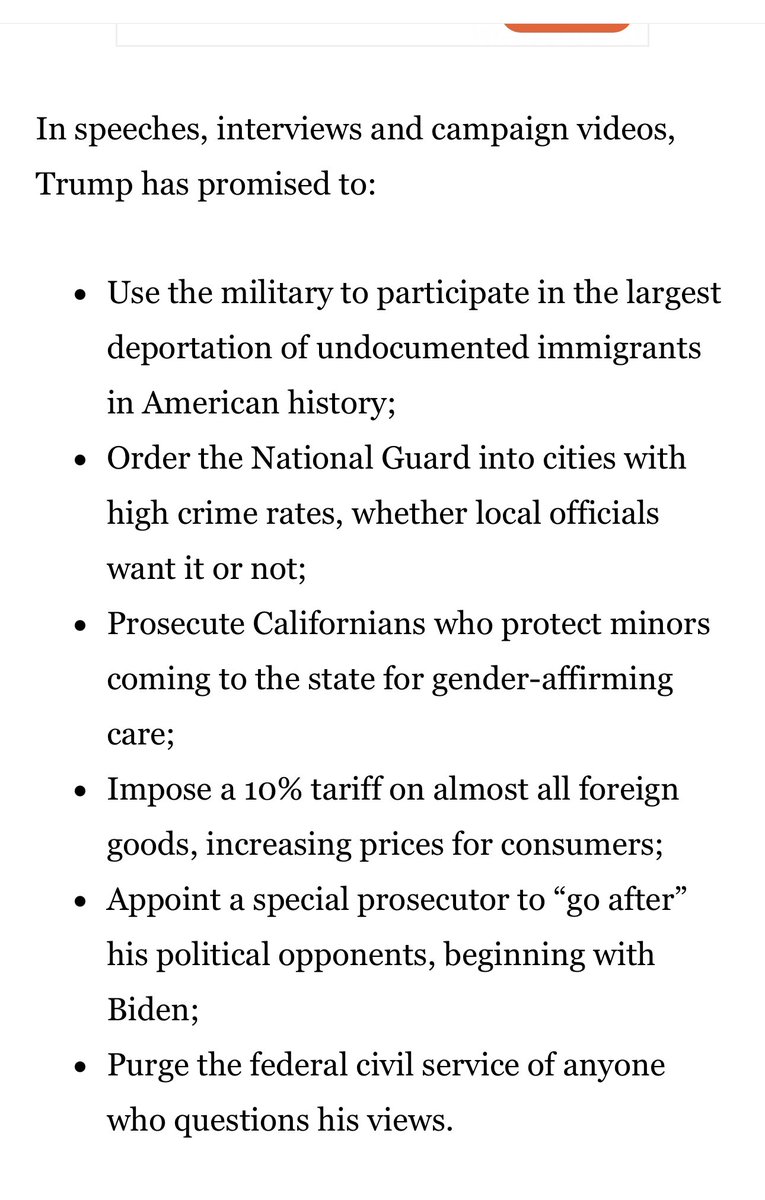 In speeches, interviews and campaign videos,
Trump has promised to:
• Use the military to participate in the largest
deportation of undocumented immigrants
in American history;
• Order the National Guard into cities with
high crime rates, whether local officials
want it or not;
• Prosecute Californians who protect minors
coming to the state for gender-affirming
care;
• Impose a 10% tariff on almost all foreign
goods, increasing prices for consumers;
• Appoint a special prosecutor to “go after”
his political opponents, beginning with
Biden;
• Purge the federal civil service of anyone
who questions his views.